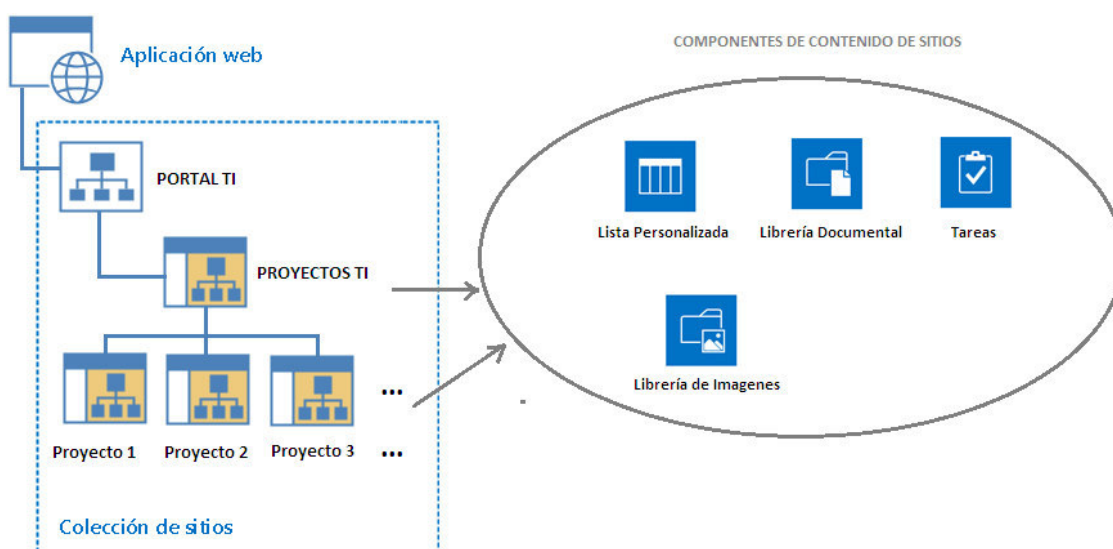 Aplicación web
COMPONENTES DE CONTENIDO DE SITIOS
PORTAL TI
Lista Personalizada
Librería Documental
Tareas
PROYECTOS TI
Librería de Imagenes
...
Proyecto 1
Proyecto 2
Proyecto 3
...
Colección de sitios